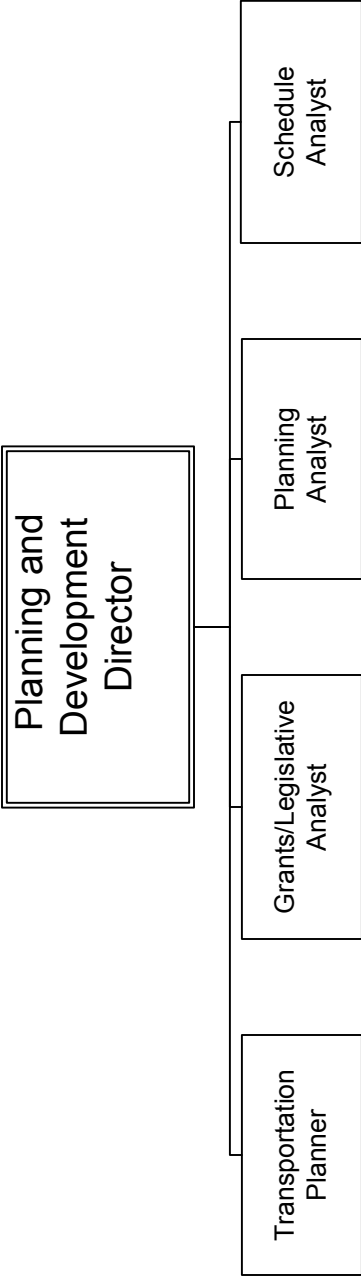 Planning and
Development
Director
Transportation
Planner
Grants/Legislative
Analyst
Planning
Analyst
Schedule
Analyst